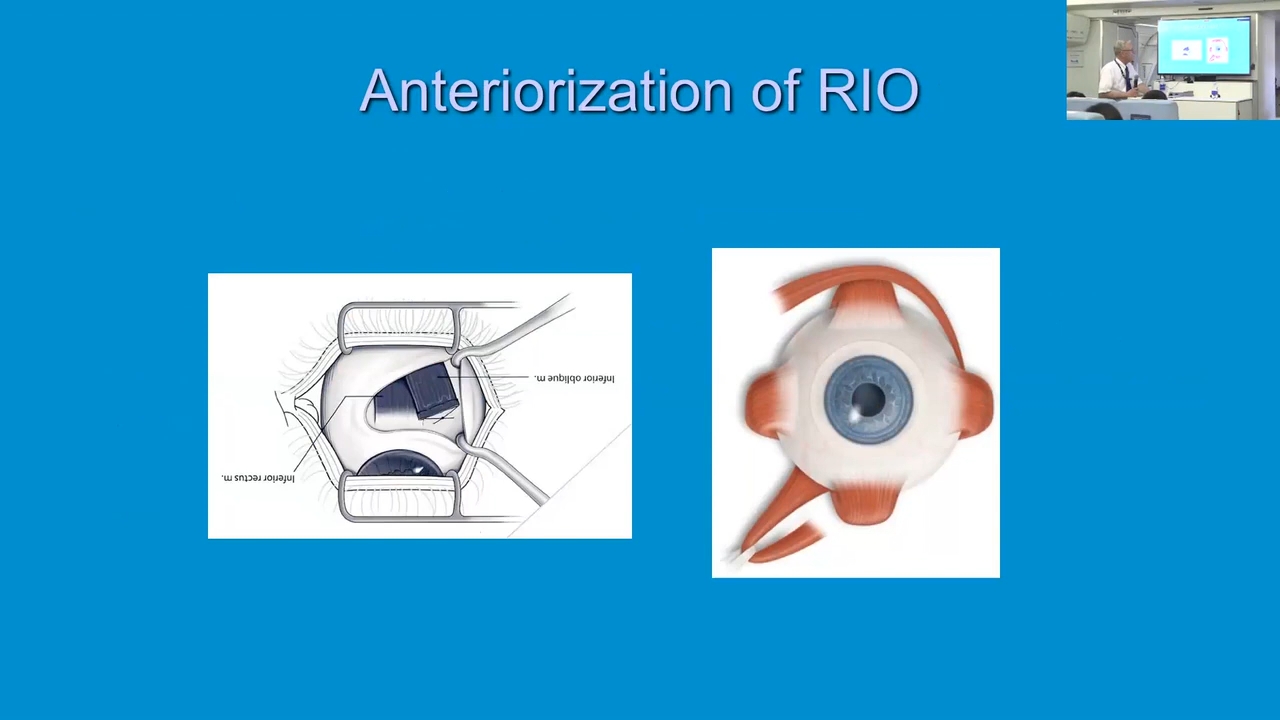 Anteriorization of RIO
Inferior oblique m.
Inferior rectus m.